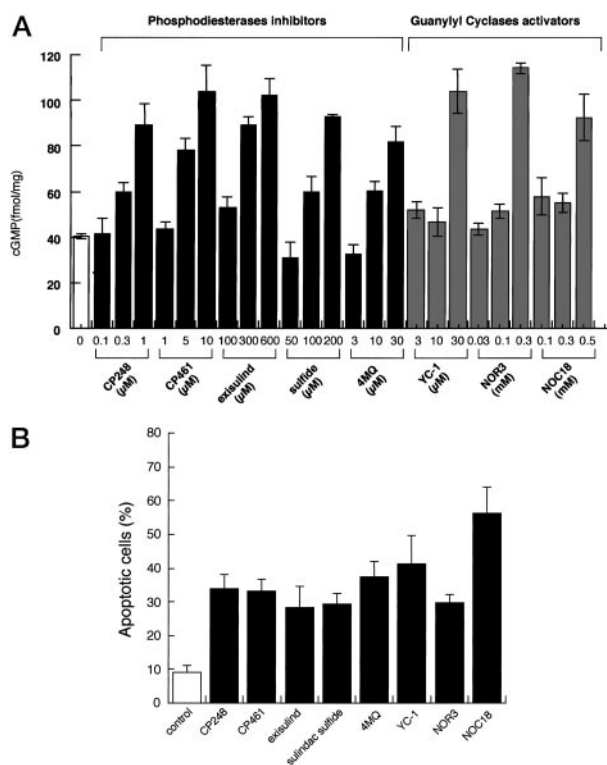 A
Phosphodiesterases inhibitors
Guanylyl Cyclases activators
cGMP(fmol/mg)
120
100
80
60
40
20
0
0 0.1 0.3 1 1 5 10 100 300 600 50 100 200 3 10 30 3 10 30 0.03 0.1 0.3 0.1 0.3 0.5
CP248 (µM)
CP461 (µM)
exisulind (µM)
sulfide (µM)
4MQ (µM)
YC-1 (µM)
NOR3 (mM)
NOC18 (mM)
B
Apoptotic cells (%)
80
70
60
50
40
30
20
10
0
control
CP248
CP461
exisulind
sulindac sulfide
4MQ
YC-1
NOR3
NOC18